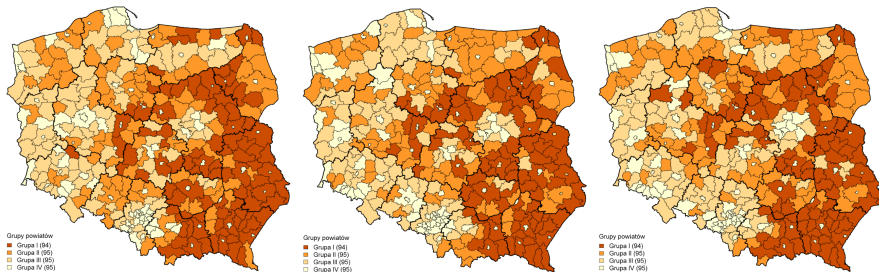 Grupy powiatów
Grupa I (94)
Grupa II (95)
Grupa III (95)
Grupa IV (95)
Grupy powiatów
Grupa I (94)
Grupa II (95)
Grupa III (95)
Grupa IV (95)
Grupy powiatów
Grupa I (94)
Grupa II (95)
Grupa III (95)
Grupa IV (95)